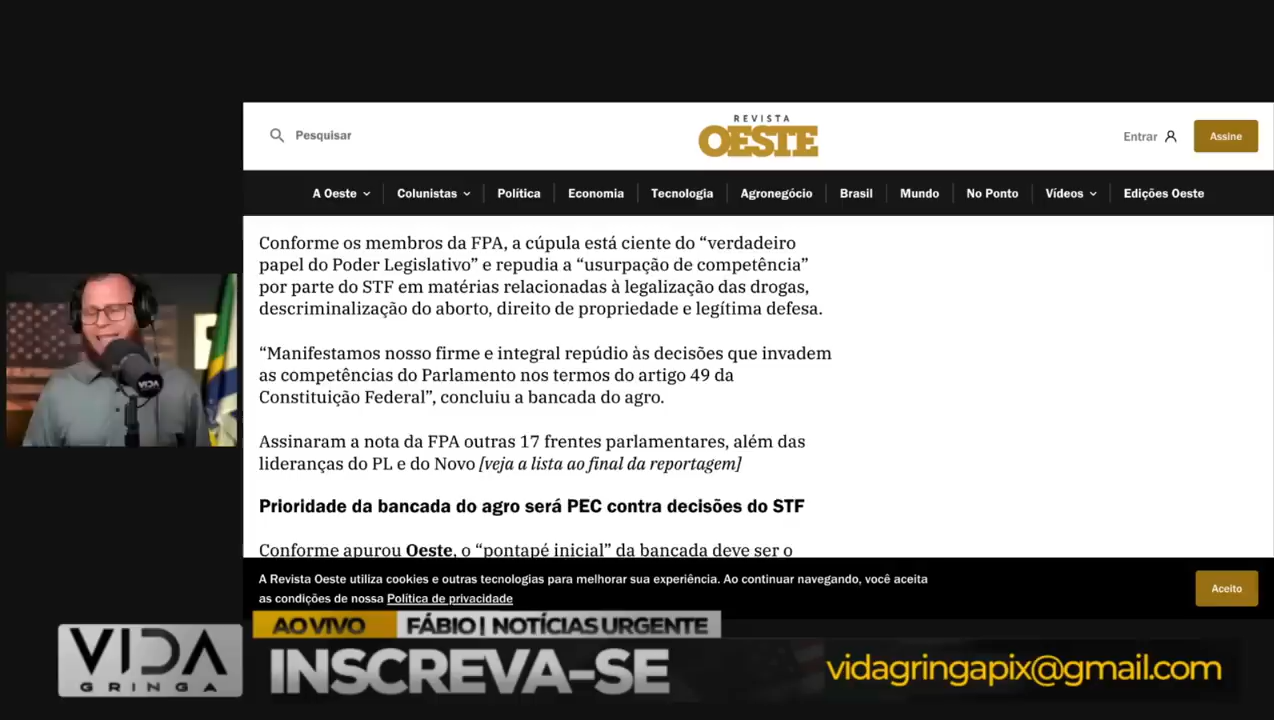 Pesquisar
REVISTA
OESTE
Entrar
Assine
A Oeste
Colunistas
Política
Economia
Tecnologia
Agronegócio
Brasil
Mundo
No Ponto
Vídeos
Edições Oeste
Conforme os membros da FPA, a cúpula está ciente do “verdadeiro
papel do Poder Legislativo” e repudia a “usurpação de competência”
por parte do STF em matérias relacionadas à legalização das drogas,
descriminalização do aborto, direito de propriedade e legítima defesa.
“Manifestamos nosso firme e integral repúdio às decisões que invadem
as competências do Parlamento nos termos do artigo 49 da
Constituição Federal”, concluiu a bancada do agro.
Assinaram a nota da FPA outras 17 frentes parlamentares, além das
lideranças do PL e do Novo [veja a lista ao final da reportagem]
Prioridade da bancada do agro será PEC contra decisões do STF
Conforme apurou Oeste, o “pontapé inicial” da bancada deve ser o
A Revista Oeste utiliza cookies e outras tecnologias para melhorar sua experiência. Ao continuar navegando, você aceita
as condições de nossa Política de privacidade
Aceito
VIDA
AO VIVO
FÁBIO | NOTÍCIAS URGENTE
VIDA
GRINGA
INSCREVA-SE
vidagringapix@gmail.com